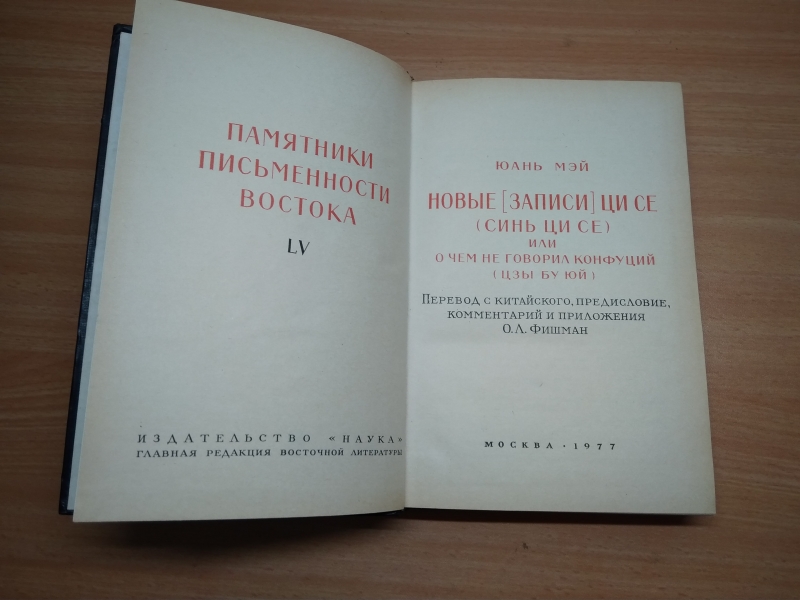 ПАМЯТНИКИ
ПИСЬМЕННОСТИ
ВОСТОКА
LV
ИЗДАТЕЛЬСТВО «НАУКА»
ГЛАВНАЯ РЕДАКЦИЯ ВОСТОЧНОЙ ЛИТЕРАТУРЫ
ЮАНЬ МЭЙ
НОВЫЕ [ЗАПИСИ] ЦИ СЕ
(СИНЬ ЦИ СЕ)
ИЛИ
О ЧЕМ НЕ ГОВОРИЛ КОНФУЦИЙ
(ЦЗЫ БУ ЮЙ)
ПЕРЕВОД С КИТАЙСКОГО, ПРЕДИСЛОВИЕ,
КОММЕНТАРИЙ И ПРИЛОЖЕНИЯ
О.Л. ФИШМАН
МОСКВА · 1977